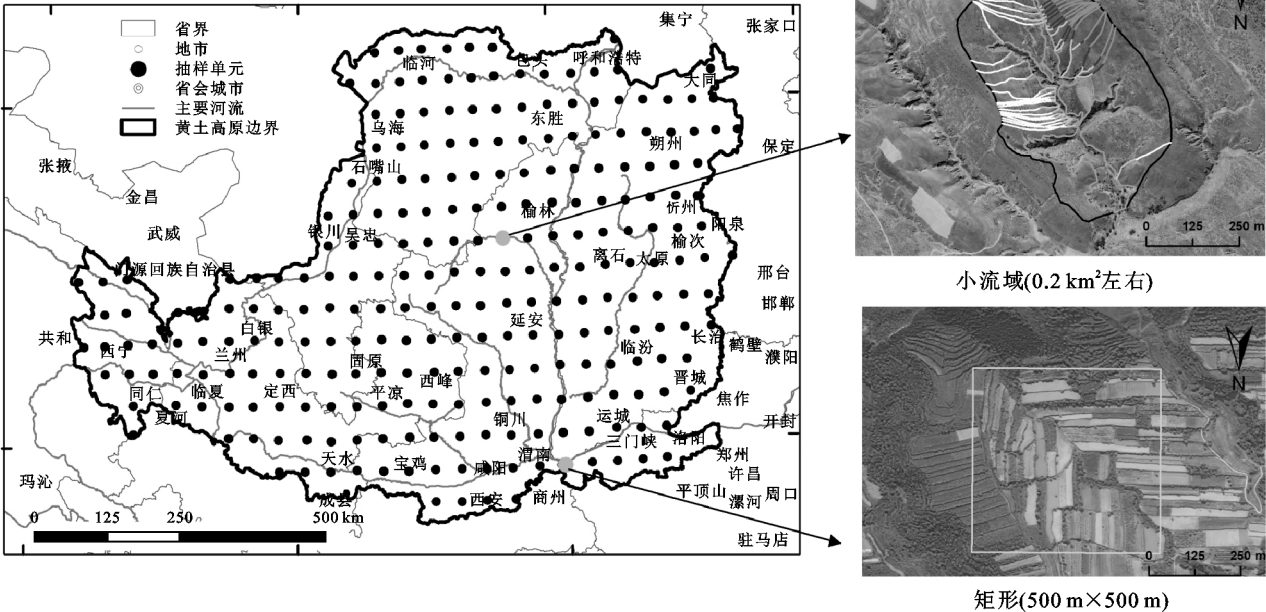 省界
地市
抽样单元
省会城市
主要河流
黄土高原边界
集宁
张家口
临河
包头
呼和浩特
大同
乌海
东胜
朔州
保定
石嘴山
张掖
金昌
武威
榆林
忻州
银川
吴忠
阳泉
榆次
离石
太原
门源回族自治县
邢台
邯郸
延安
白银
共和
西宁
兰州
固原
临汾
长治
鹤壁
濮阳
西峰
晋城
同仁
临夏
定西
平凉
焦作
夏河
铜川
运城
开封
三门峡
洛阳
天水
宝鸡
咸阳
渭南
郑州
许昌
玛沁
成县
西安
商州
平顶山
漯河
周口
驻马店
0 125 250 500 km
N
0 125 250 m
小流域(0.2 km²左右)
N
0 125 250 m
矩形(500 m×500 m)